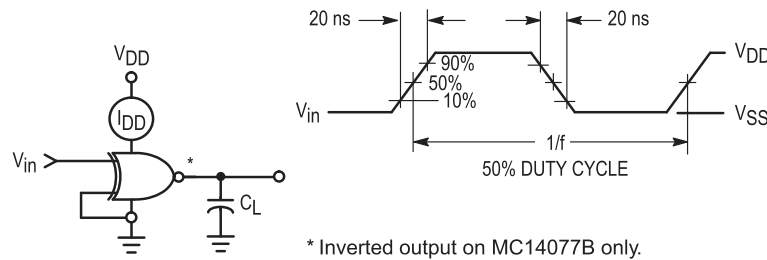 20 ns
20 ns
VDD
IDD
Vin
*
CL
90%
50%
10%
Vin
VDD
VSS
1/f
50% DUTY CYCLE
* Inverted output on MC14077B only.